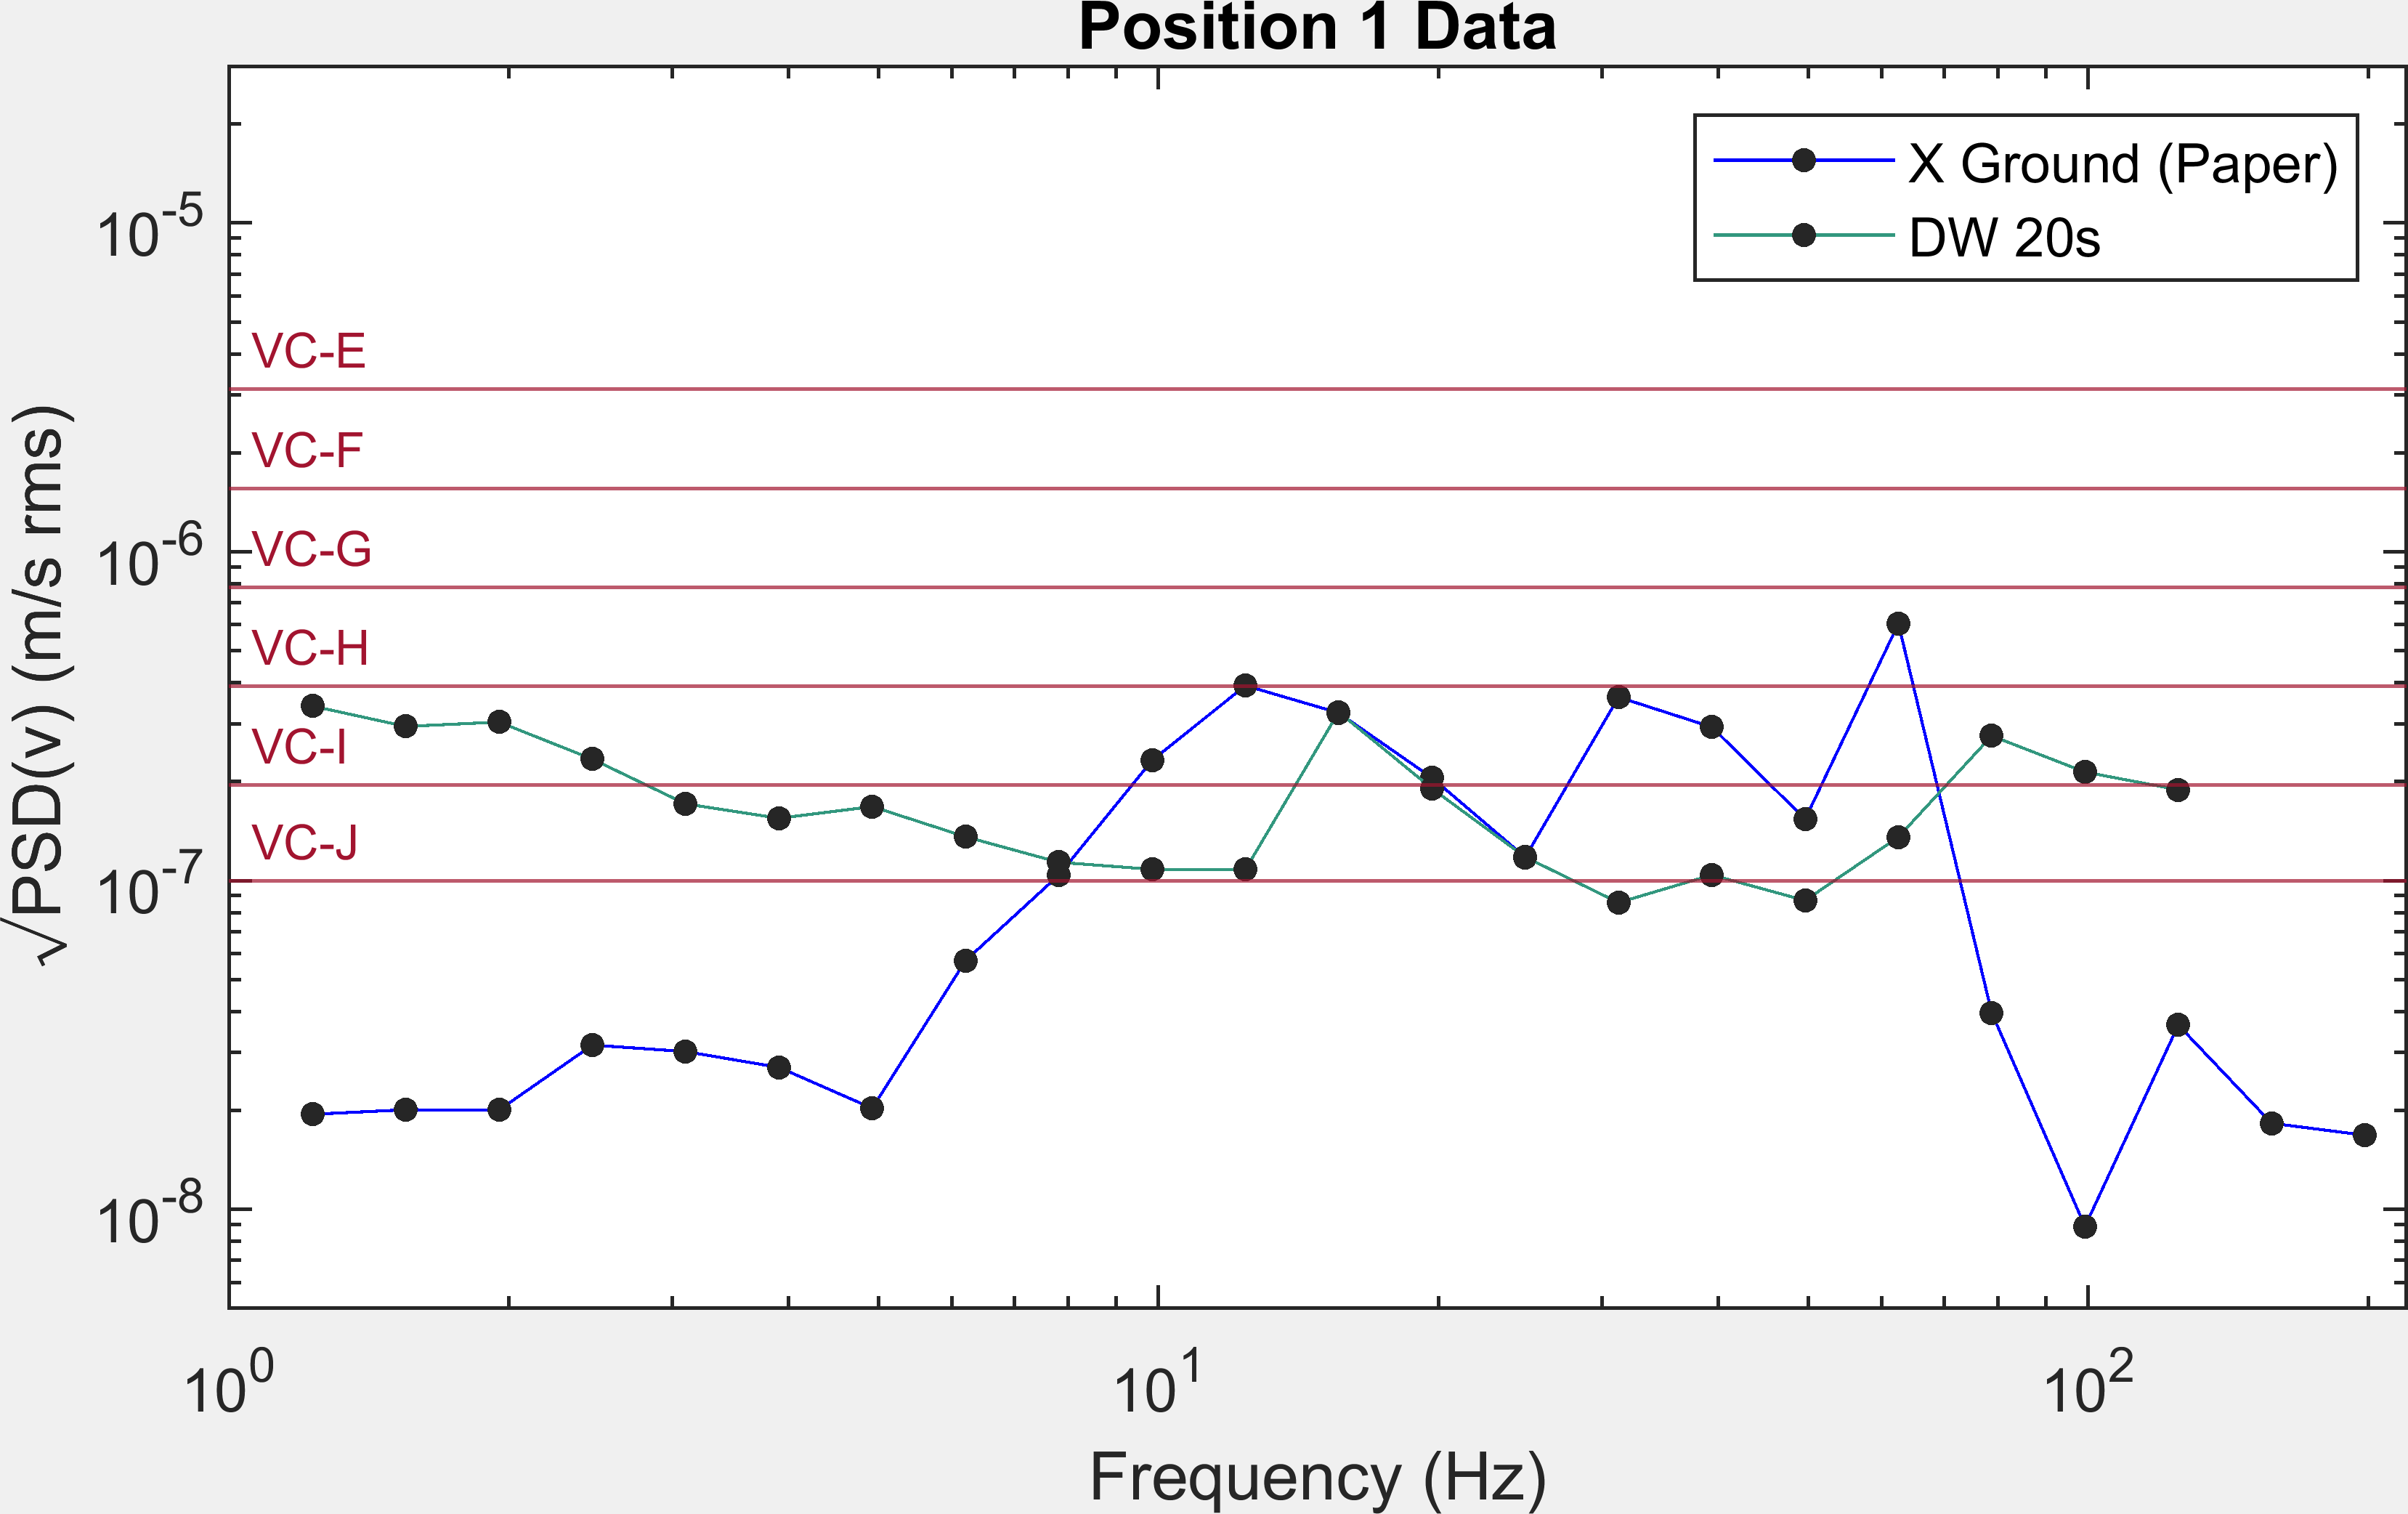 Position 1 Data
X Ground (Paper)
DW 20s
√PSD(v) (m/s rms)
10^-5
VC-E
VC-F
10^-6
VC-G
VC-H
VC-I
10^-7
VC-J
10^-8
10^0 10^1 10^2
Frequency (Hz)